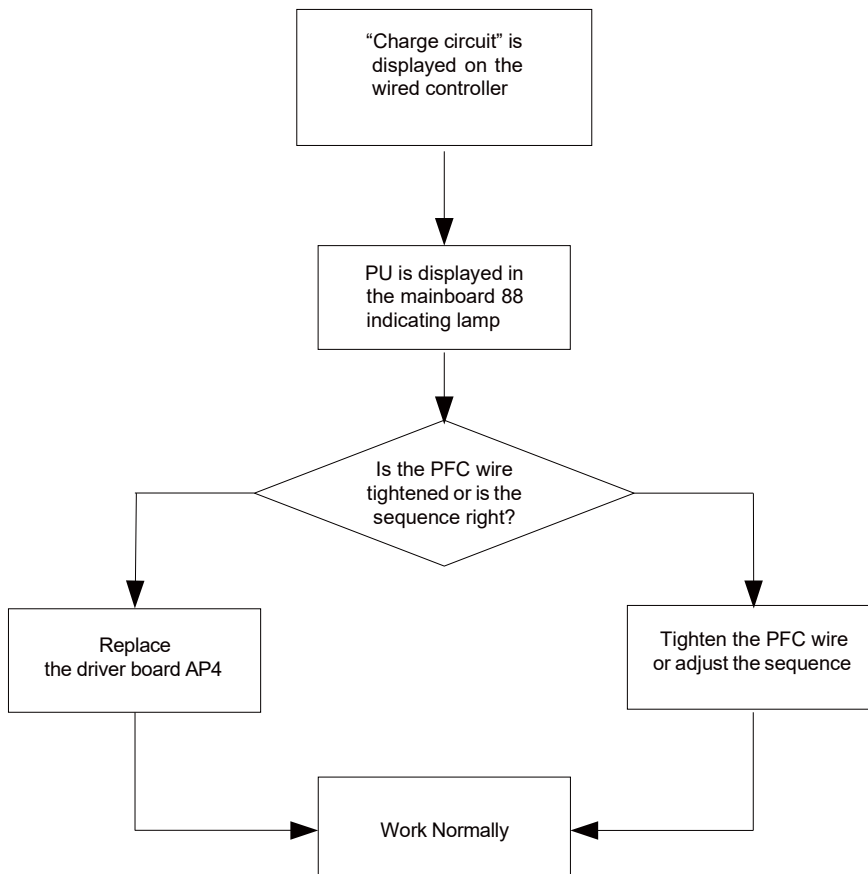 “Charge circuit” is
displayed on the
wired controller
PU is displayed in
the mainboard 88
indicating lamp
Is the PFC wire
tightened or is the
sequence right?
Replace
the driver board AP4
Tighten the PFC wire
or adjust the sequence
Work Normally